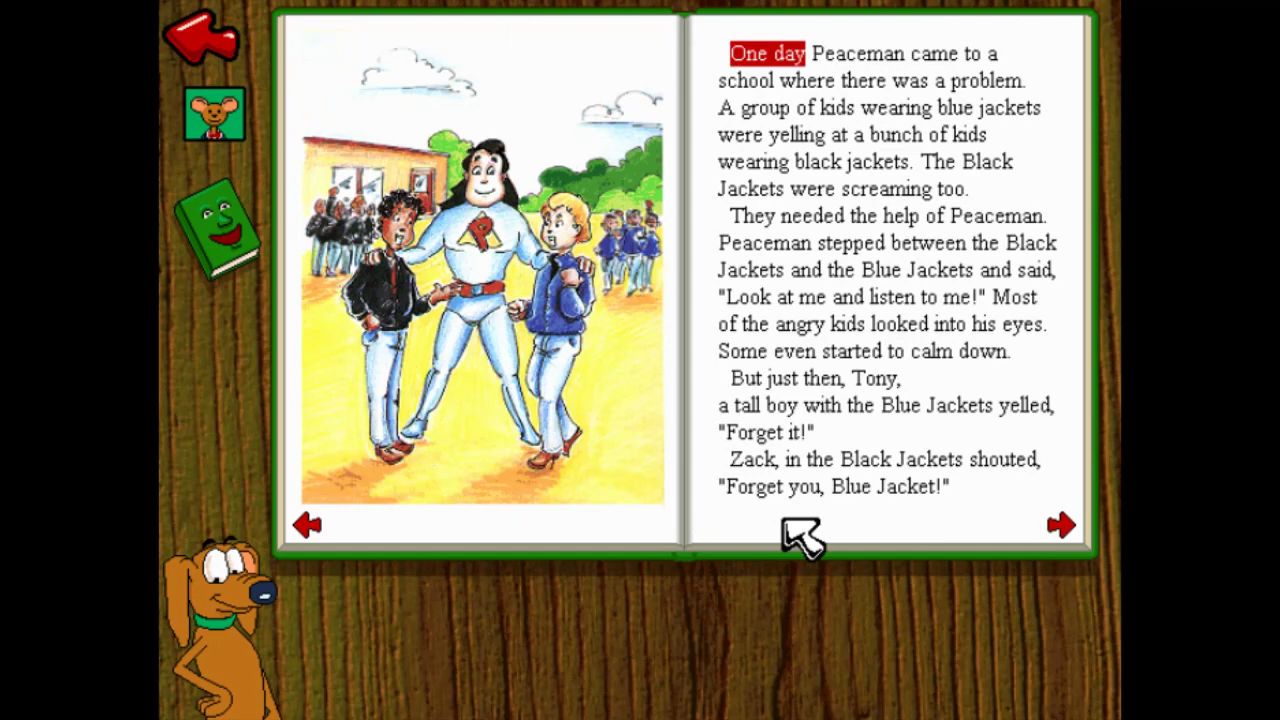 One day Peaceman came to a
school where there was a problem.
A group of kids wearing blue jackets
were yelling at a bunch of kids
wearing black jackets. The Black
Jackets were screaming too.
They needed the help of Peaceman.
Peaceman stepped between the Black
Jackets and the Blue Jackets and said,
"Look at me and listen to me!" Most
of the angry kids looked into his eyes.
Some even started to calm down.
But just then, Tony,
a tall boy with the Blue Jackets yelled,
"Forget it!"
Zack, in the Black Jackets shouted,
"Forget you, Blue Jacket!"
P